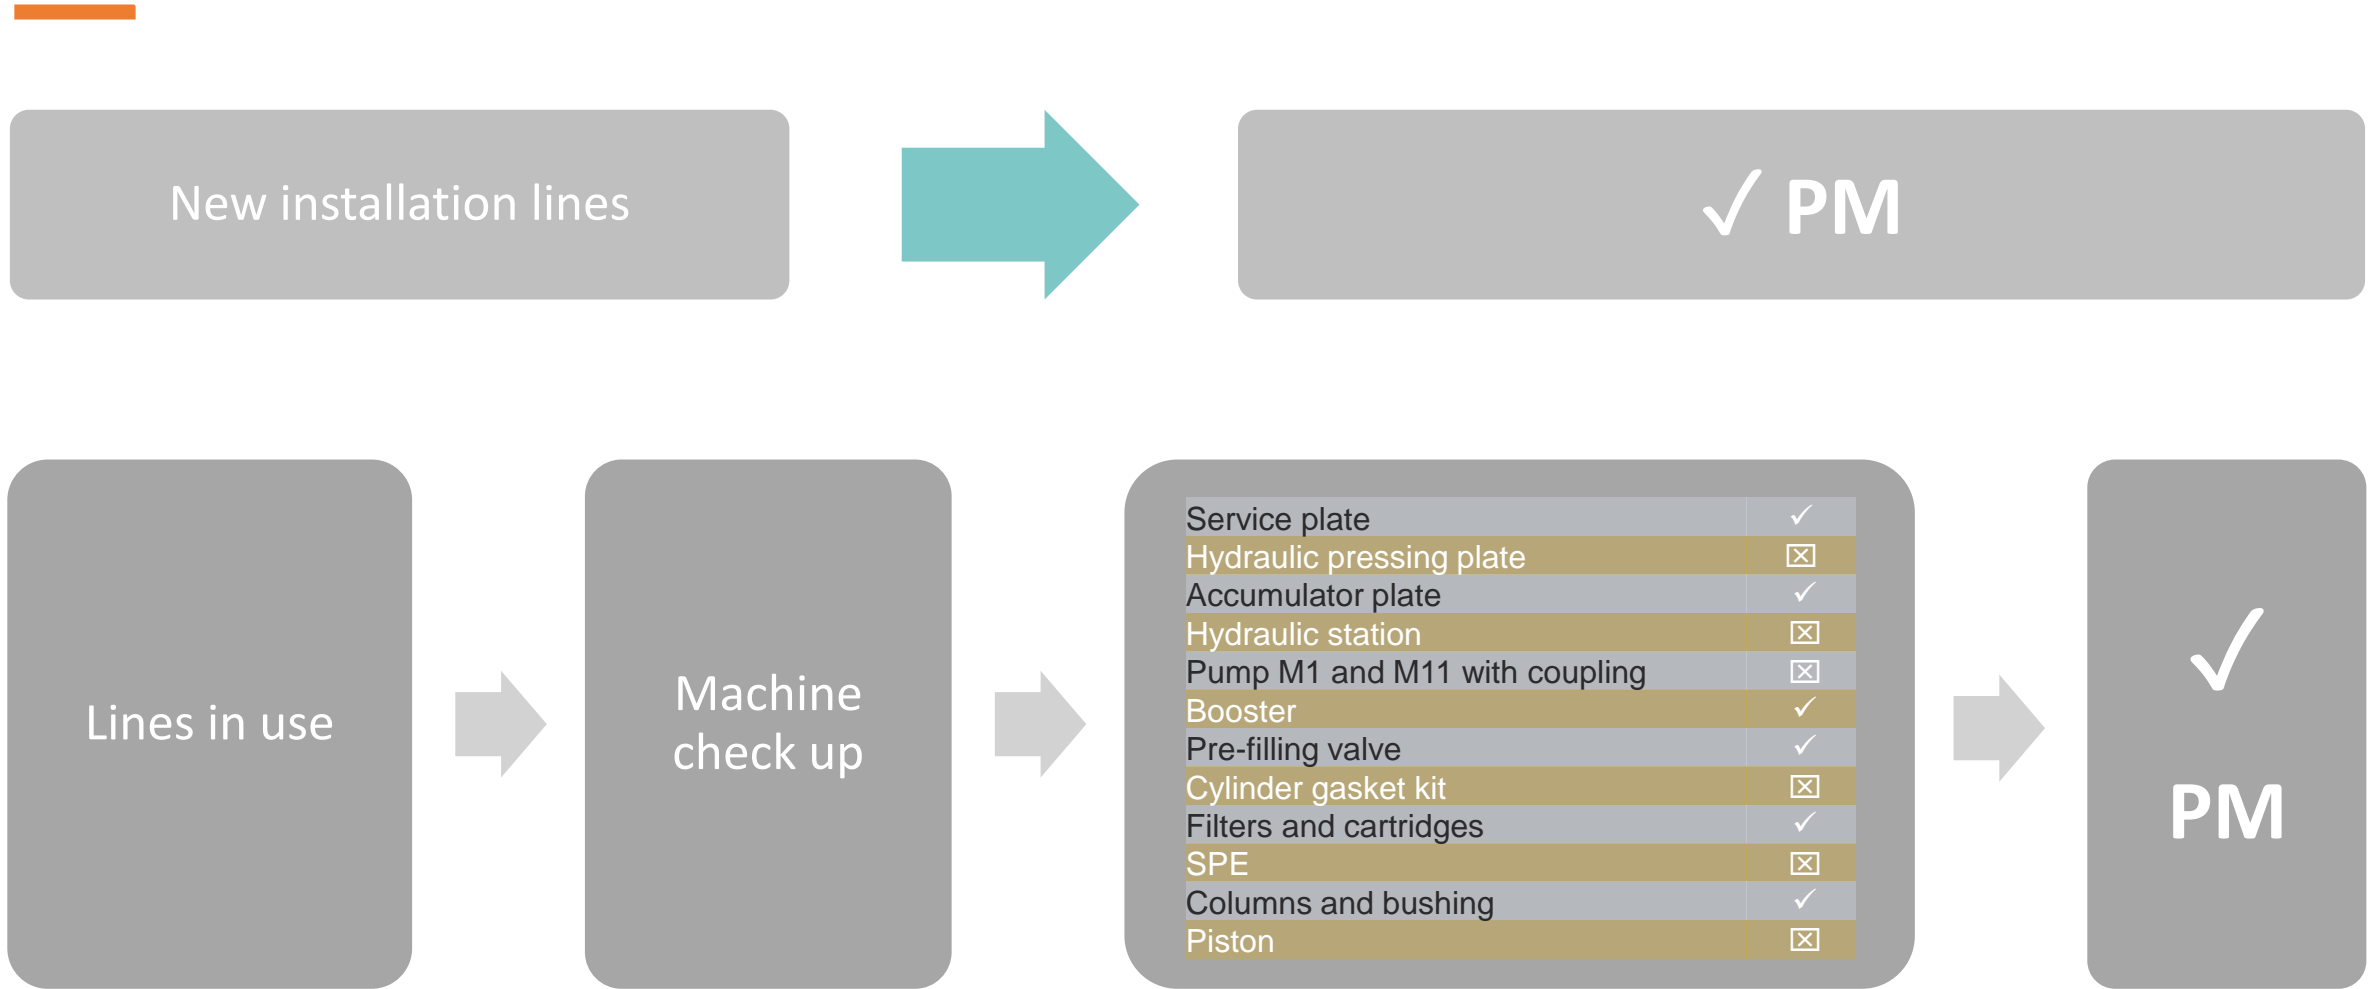 New installation lines
✓ PM
Lines in use
Machine
check up
Service plate ✓
Hydraulic pressing plate ☒
Accumulator plate ✓
Hydraulic station ☒
Pump M1 and M11 with coupling ☒
Booster ✓
Pre-filling valve ✓
Cylinder gasket kit ☒
Filters and cartridges ✓
SPE ☒
Columns and bushing ✓
Piston ☒
✓
PM